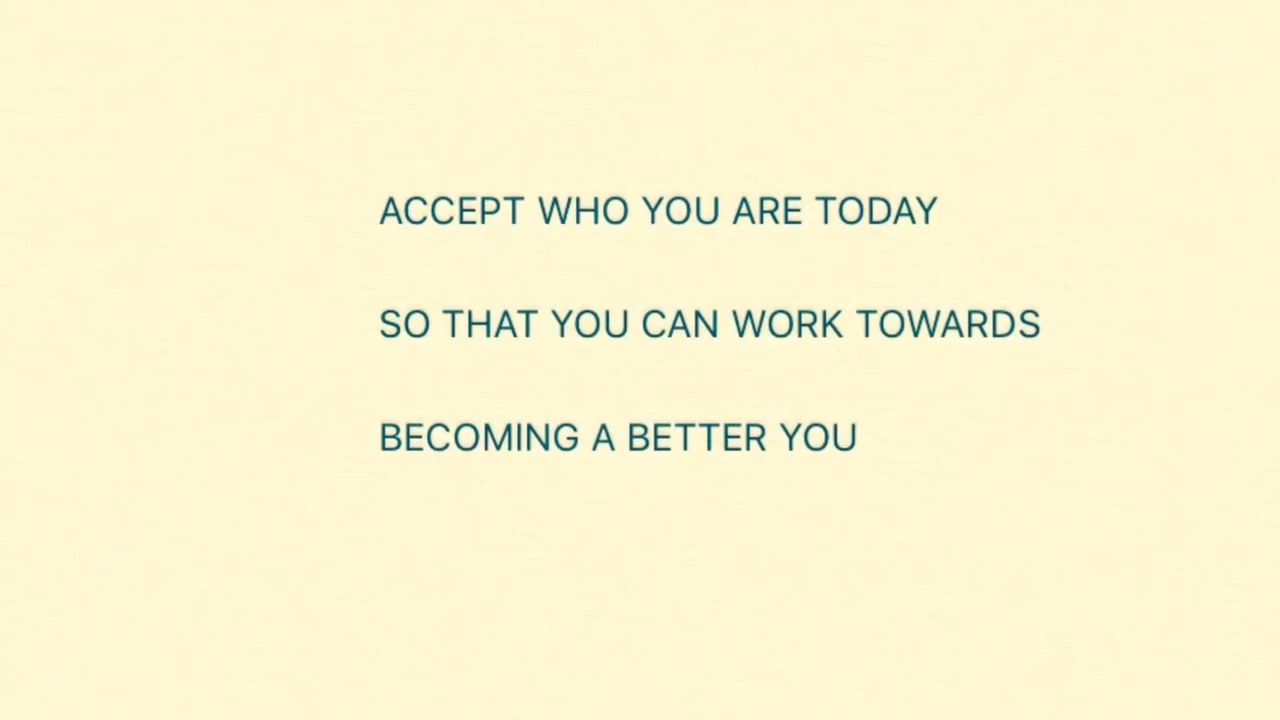 ACCEPT WHO YOU ARE TODAY
SO THAT YOU CAN WORK TOWARDS
BECOMING A BETTER YOU